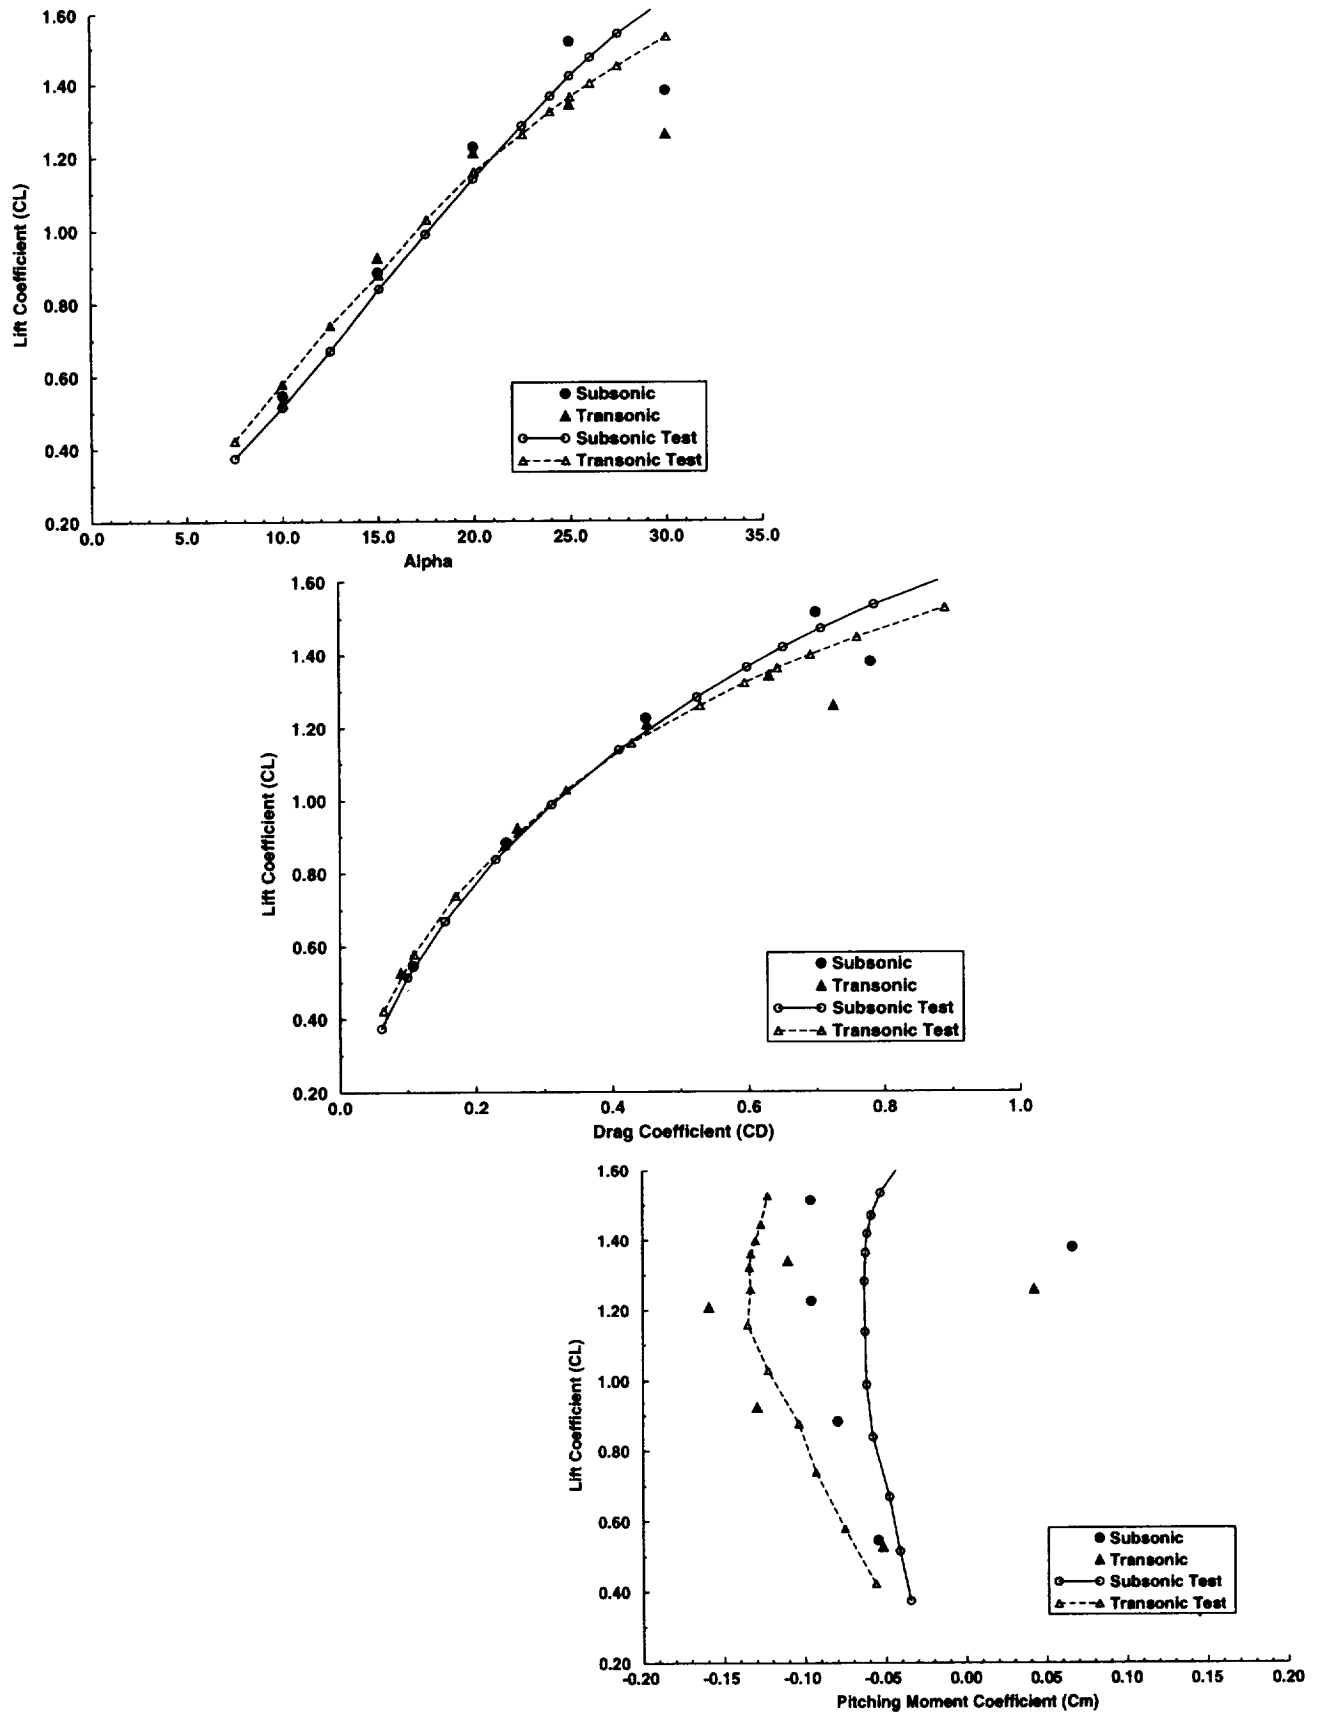 1.60
1.40
1.20
1.00
0.80
0.60
0.40
0.20
Lift Coefficient (CL)
Subsonic
Transonic
Subsonic Test
Transonic Test
0.0 5.0 10.0 15.0 20.0 25.0 30.0 35.0
Alpha
1.60
1.40
1.20
1.00
0.80
0.60
0.40
0.20
Lift Coefficient (CL)
Subsonic
Transonic
Subsonic Test
Transonic Test
0.0 0.2 0.4 0.6 0.8 1.0
Drag Coefficient (CD)
1.60
1.40
1.20
1.00
0.80
0.60
0.40
0.20
Lift Coefficient (CL)
Subsonic
Transonic
Subsonic Test
Transonic Test
-0.20 -0.15 -0.10 -0.05 0.00 0.05 0.10 0.15 0.20
Pitching Moment Coefficient (Cm)